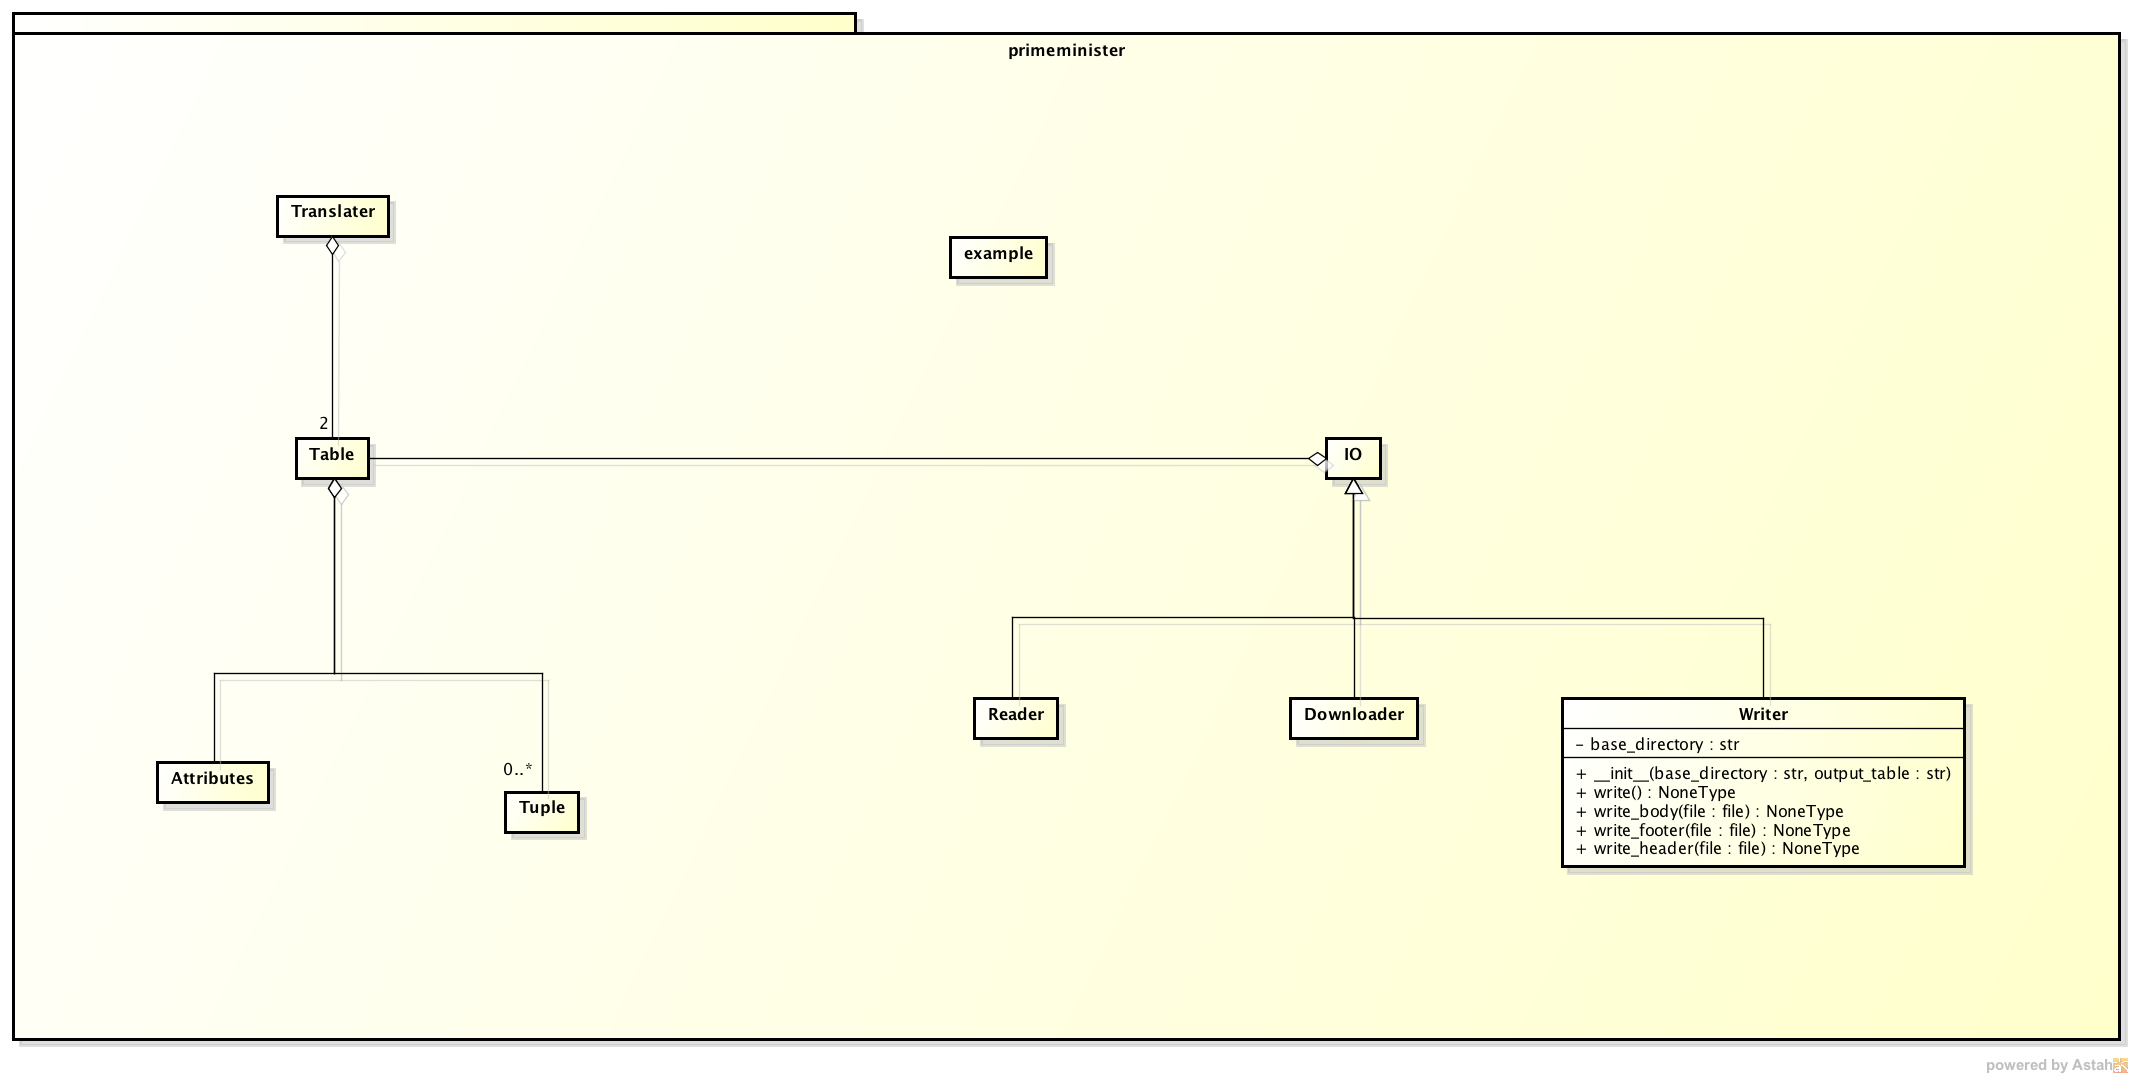 primeminister
Translater
example
2
Table
IO
Reader
Downloader
Writer
- base_directory : str
+ __init__(base_directory : str, output_table : str)
+ write() : NoneType
+ write_body(file : file) : NoneType
+ write_footer(file : file) : NoneType
+ write_header(file : file) : NoneType
Attributes
0..*
Tuple
powered by Astah